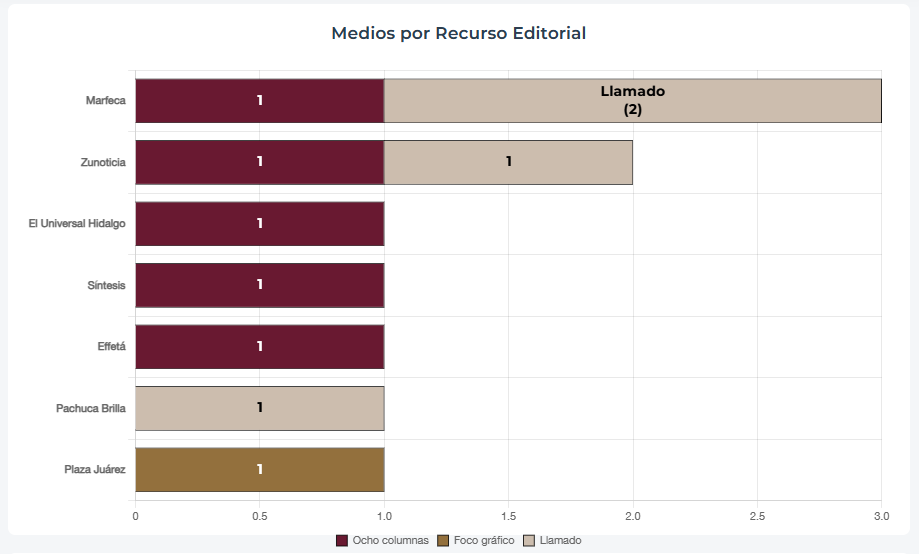 Medios por Recurso Editorial
Marfeca
1
Llamado
(2)
Zunoticia
1
1
El Universal Hidalgo
1
Síntesis
1
Effetá
1
Pachuca Brilla
1
Plaza Juárez
1
0 0.5 1.0 1.5 2.0 2.5 3.0
Ocho columnas Foco gráfico Llamado